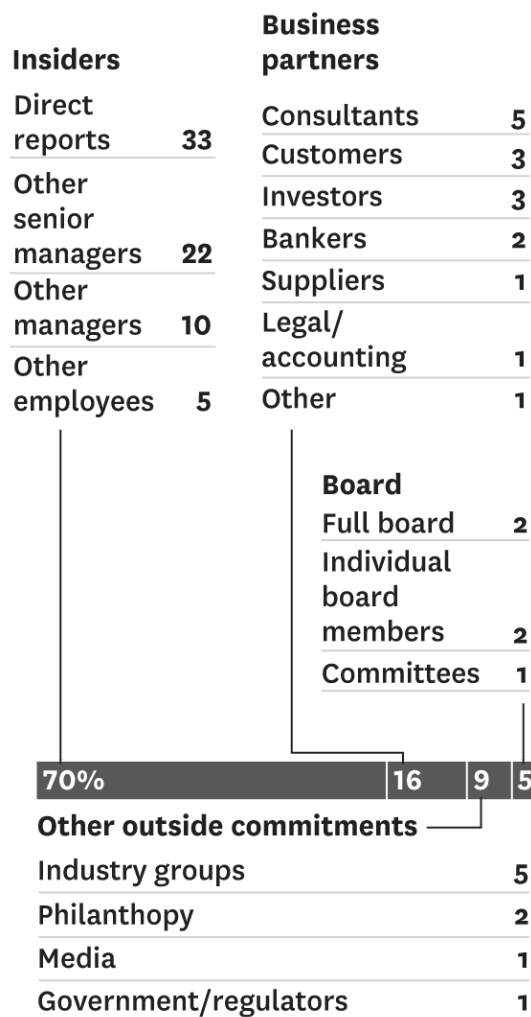 Insiders
Direct
reports 33
Other
senior
managers 22
Other
managers 10
Other
employees 5
Business
partners
Consultants 5
Customers 3
Investors 3
Bankers 2
Suppliers 1
Legal/
accounting 1
Other 1
Board
Full board 2
Individual
board
members 2
Committees 1
70% 16 9 5
Other outside commitments
Industry groups 5
Philanthopy 2
Media 1
Government/regulators 1